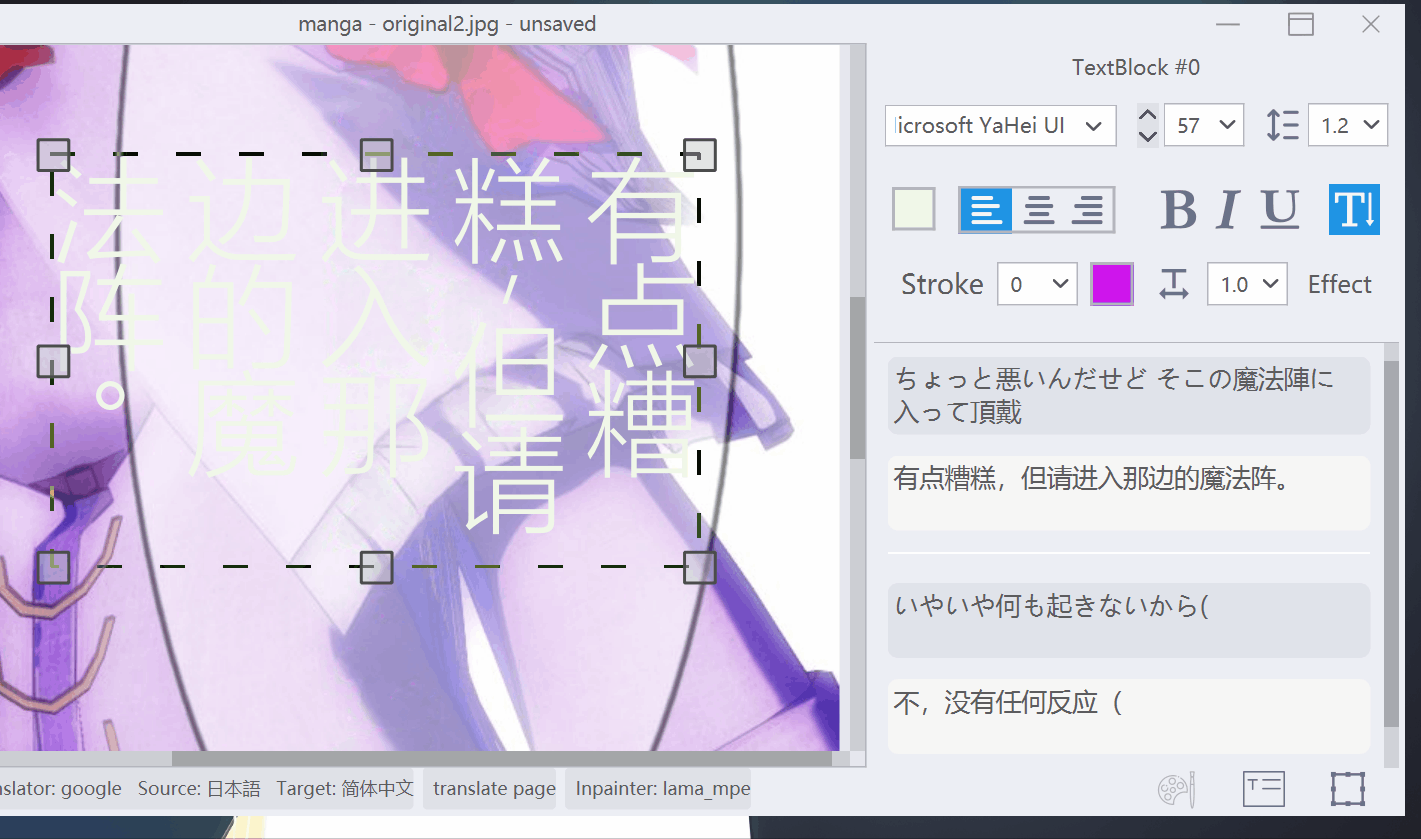 manga - original2.jpg - unsaved
TextBlock #0
icrosoft YaHei UI
57
1.2
B I U T
Stroke
0
T
1.0
Effect
有点糟
糕，但请
进入那
边的魔
法阵。
ちょっと悪いんだせど そこの魔法陣に
入って頂戴
有点糟糕，但请进入那边的魔法阵。
いやいや何も起きないから(
不，没有任何反应（
nslator: google
Source: 日本語
Target: 简体中文
translate page
Inpainter: lama_mpe
T